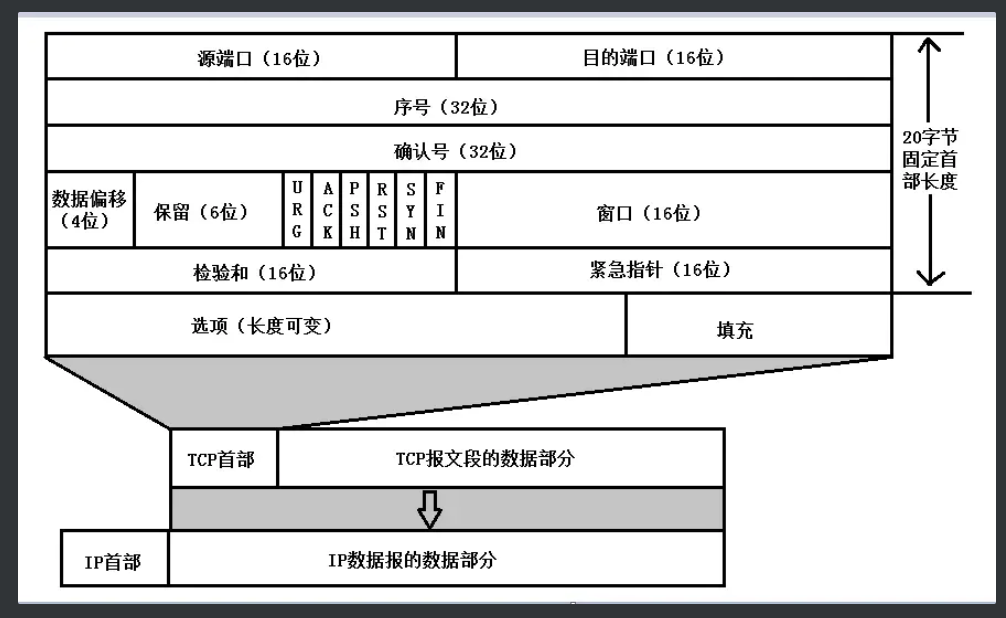 源端口（16位）
目的端口（16位）
序号（32位）
确认号（32位）
数据偏移
（4位）
保留（6位）
URG
ACK
PSH
RST
SYN
FIN
窗口（16位）
检验和（16位）
紧急指针（16位）
选项（长度可变）
填充
20字节
固定首
部长度
TCP首部
TCP报文段的数据部分
IP首部
IP数据报的数据部分